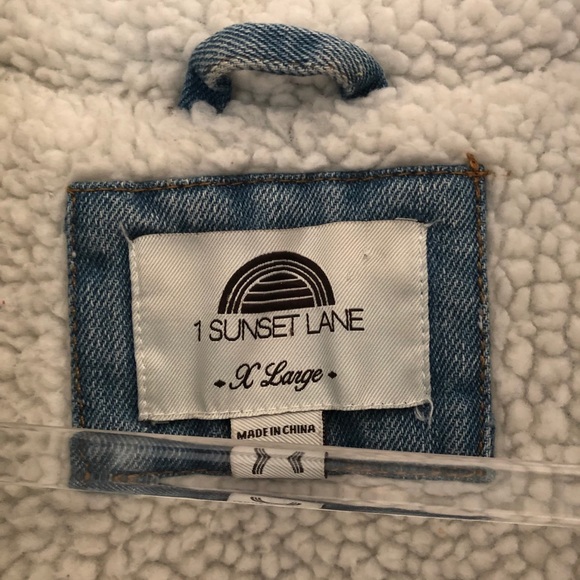 1 SUNSET LANE
X Large
MADE IN CHINA